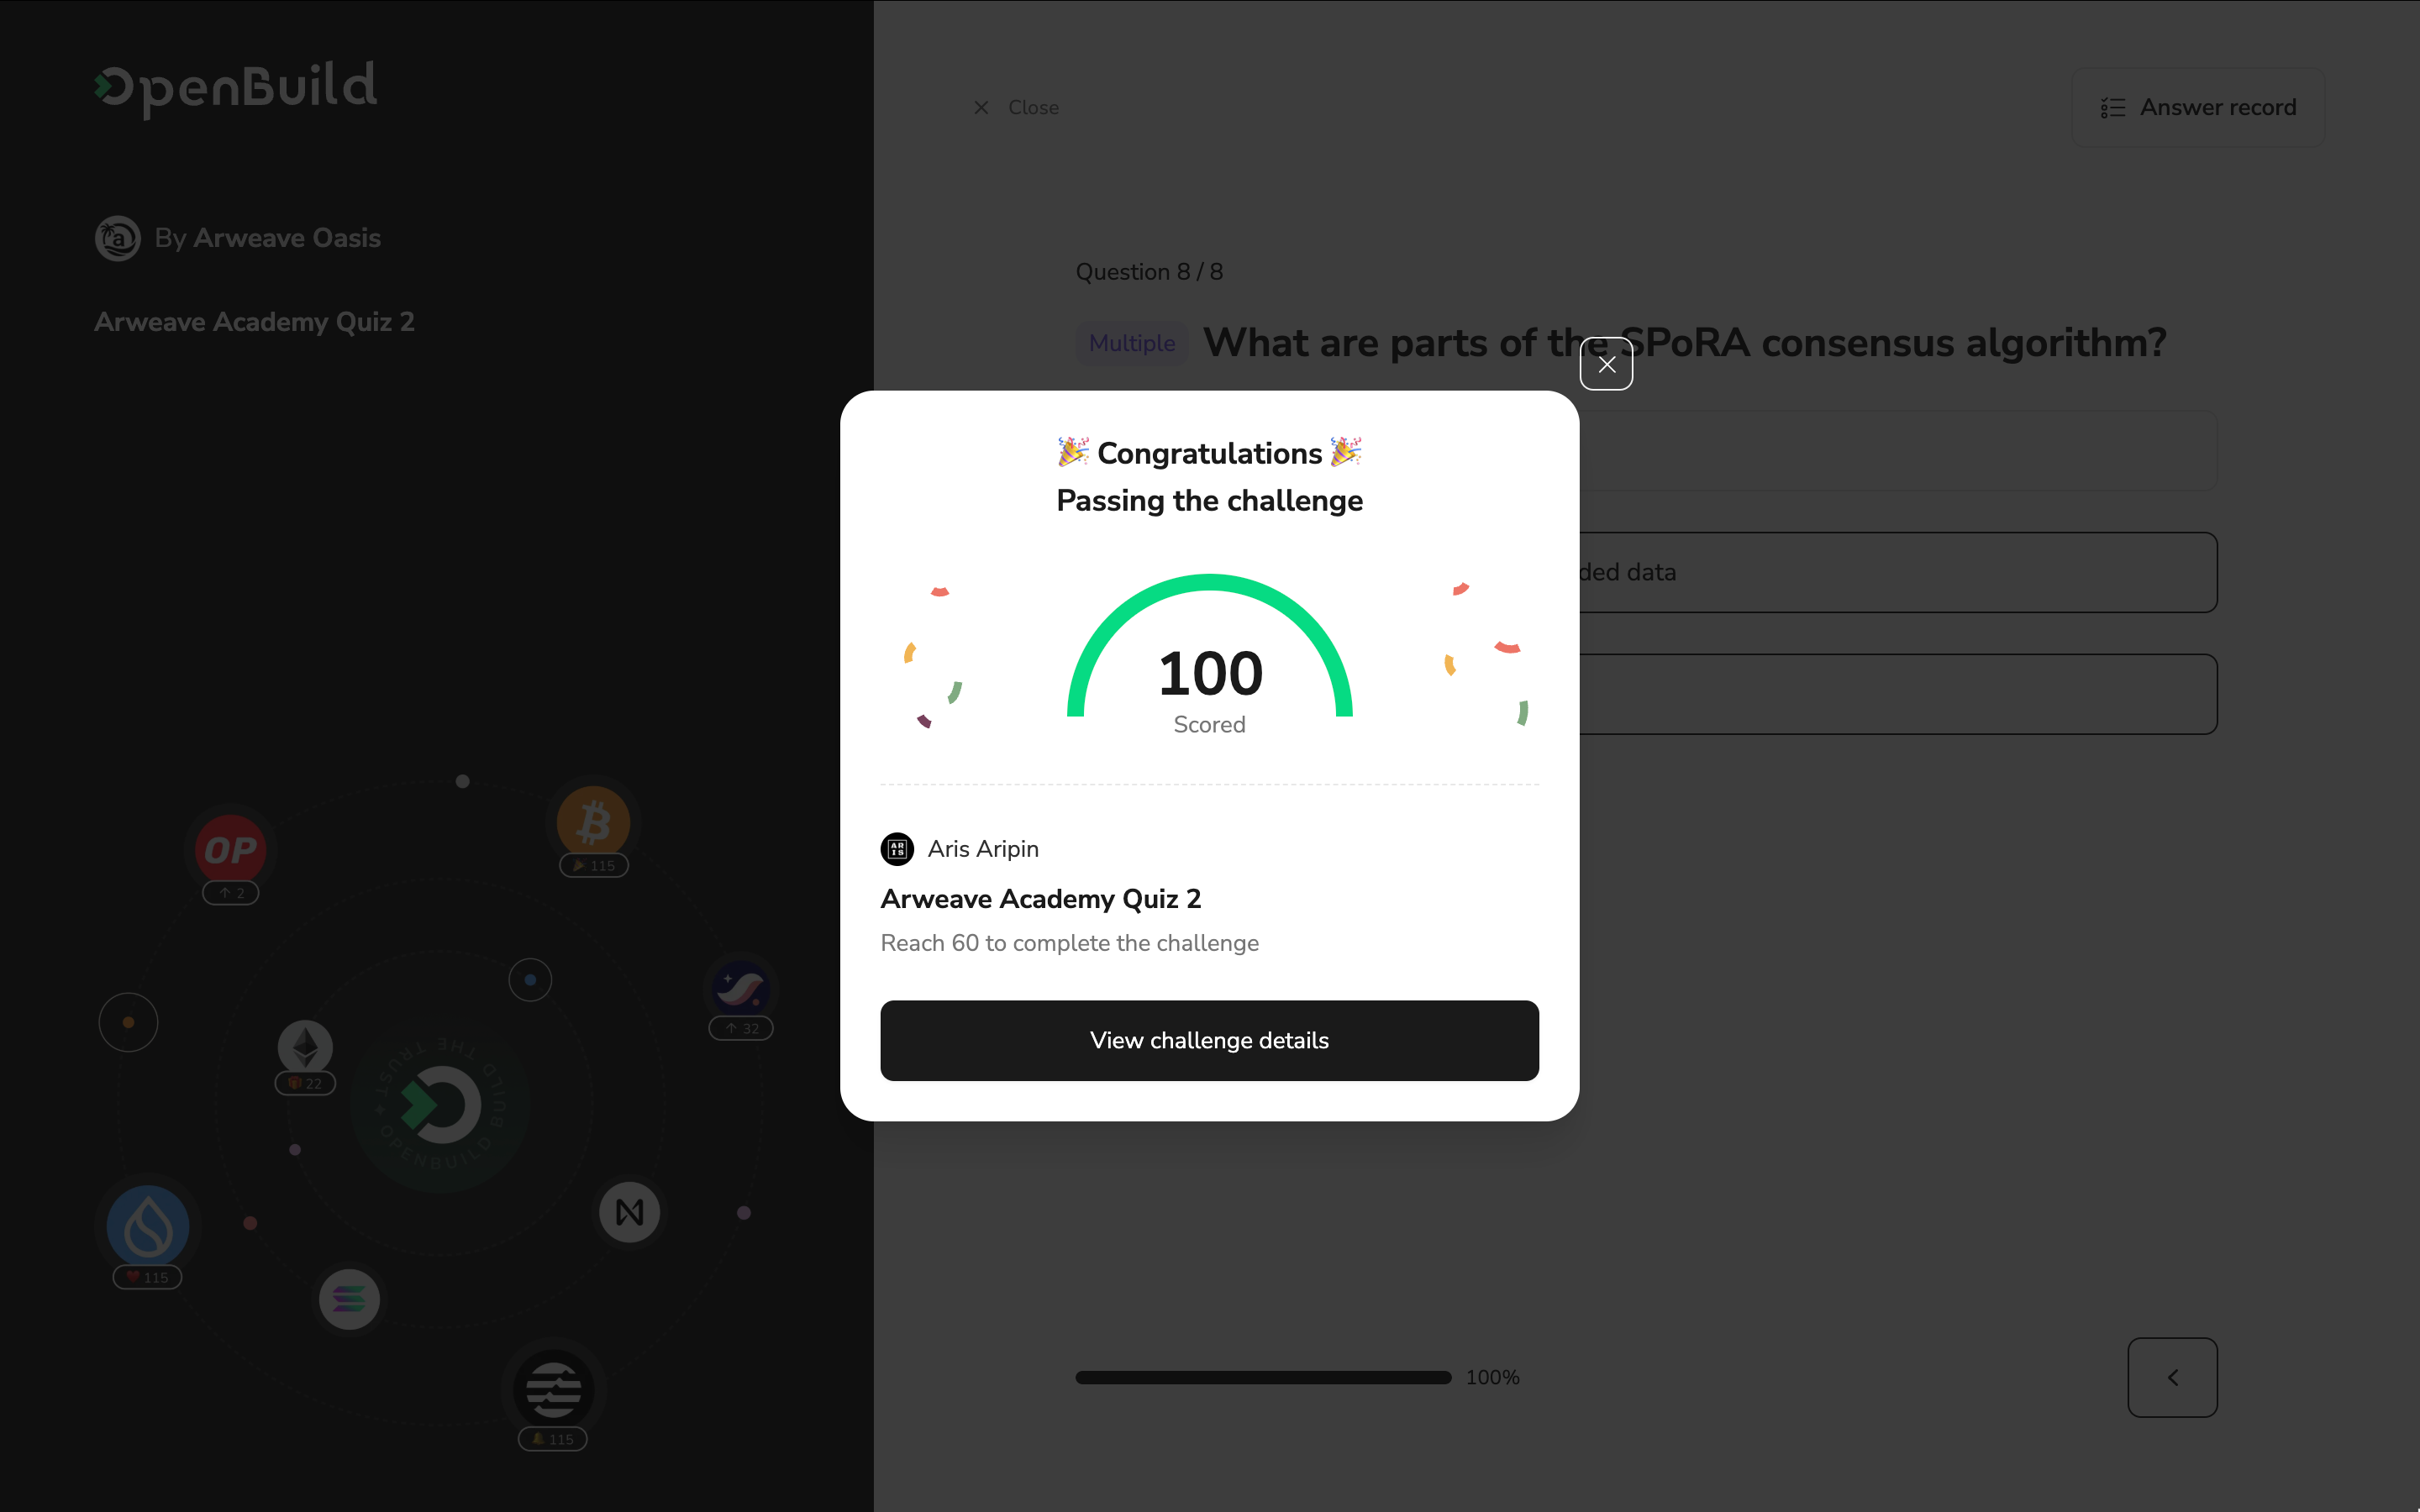 OpenBuild
By Arweave Oasis
Arweave Academy Quiz 2
OP
↑ 2
115
↑ 32
22
OPENBUILD BUILD THE TRUST
115
115
Close
Answer record
Question 8 / 8
Multiple What are parts of the SPoRA consensus algorithm?
ded data
🎉 Congratulations 🎉
Passing the challenge
100
Scored
AR
IS
Aris Aripin
Arweave Academy Quiz 2
Reach 60 to complete the challenge
View challenge details
100%